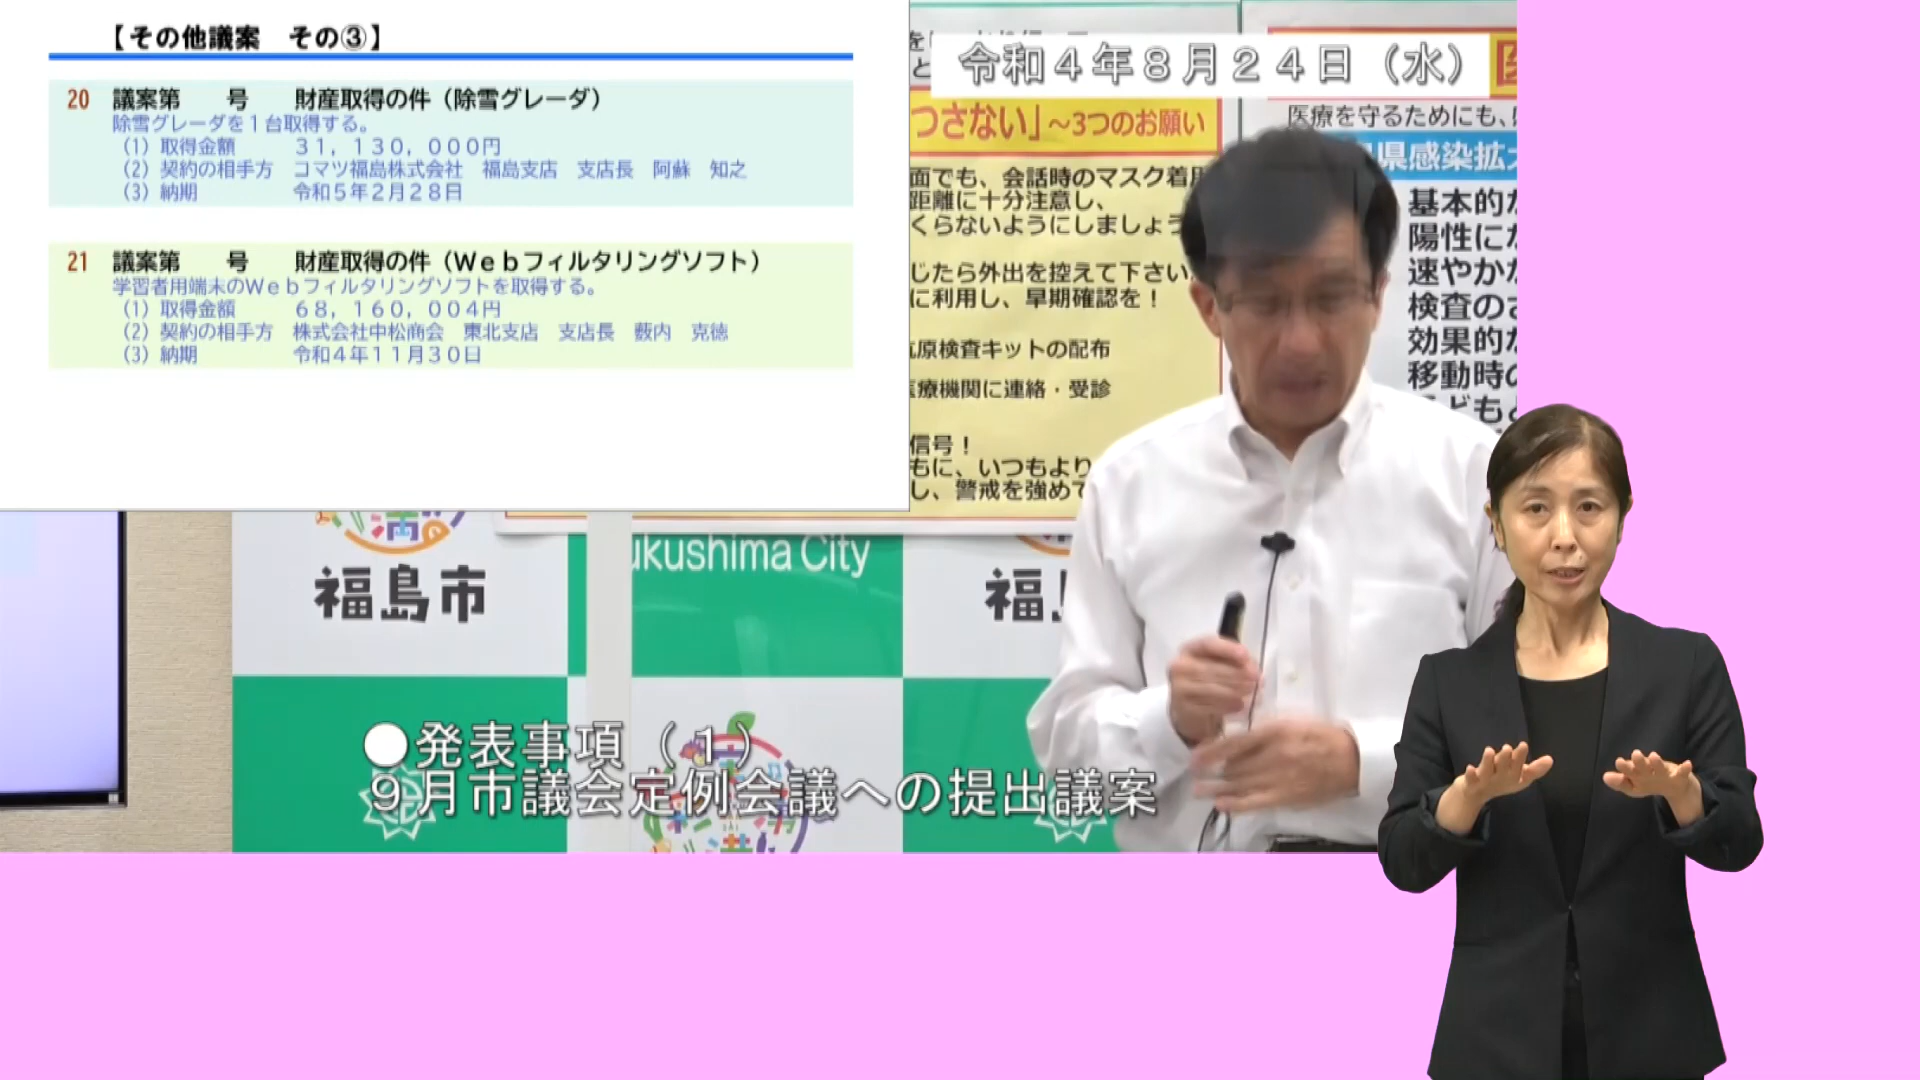 【その他議案　その③】
20　議案第　　号　　財産取得の件（除雪グレーダ）
除雪グレーダを１台取得する。
（1）取得金額　　　３１，１３０，０００円
（2）契約の相手方　コマツ福島株式会社　福島支店　支店長　阿蘇　知之
（3）納期　　　　　令和５年２月２８日
21　議案第　　号　　財産取得の件（Ｗｅｂフィルタリングソフト）
学習者用端末のＷｅｂフィルタリングソフトを取得する。
（1）取得金額　　　６８，１６０，００４円
（2）契約の相手方　株式会社中松商会　東北支店　支店長　薮内　克徳
（3）納期　　　　　令和４年１１月３０日
令和４年８月２４日（水）
つさない」～3つのお願い
面でも、会話時のマスク着用
距離に十分注意し、
くらないようにしましょう
じたら外出を控えて下さい
に利用し、早期確認を！
原検査キットの配布
医療機関に連絡・受診
信号！
もに、いつもより
し、警戒を強めて
医療を守るためにも、
県感染拡
基本的
陽性に
速やか
検査の
効果的
移動時
ども
福島市
ukushima City
福
●発表事項（１）
９月市議会定例会議への提出議案